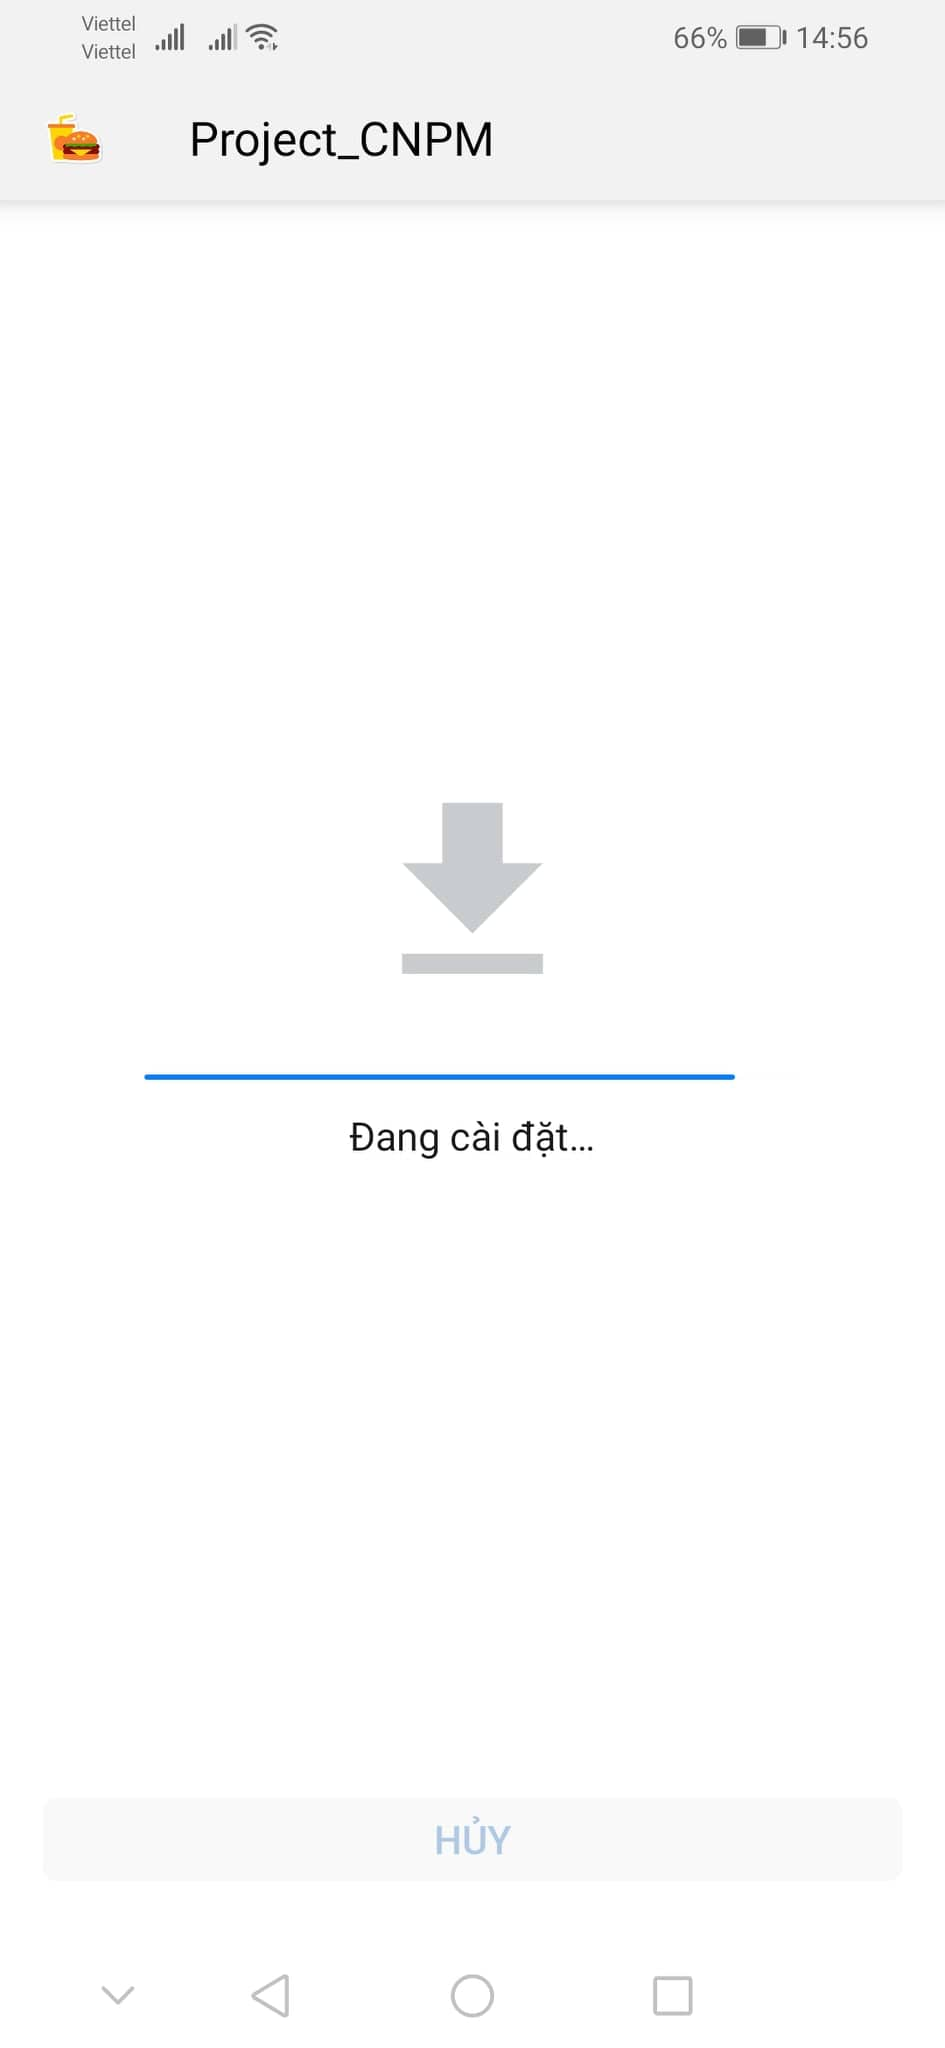 Viettel
Viettel
66% 14:56
Project_CNPM
Đang cài đặt...
HỦY